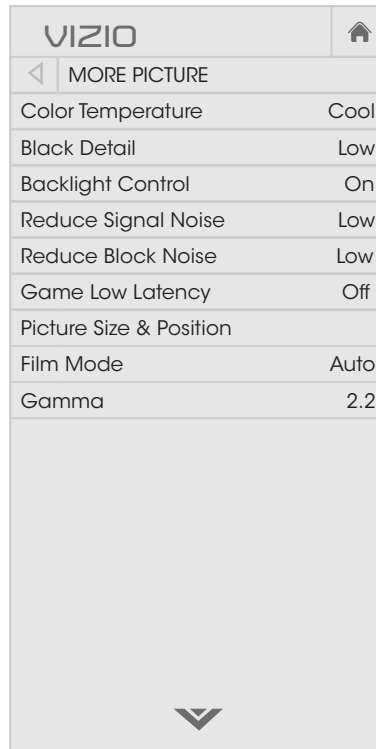 VIZIO
MORE PICTURE
Color Temperature Cool
Black Detail Low
Backlight Control On
Reduce Signal Noise Low
Reduce Block Noise Low
Game Low Latency Off
Picture Size & Position
Film Mode Auto
Gamma 2.2